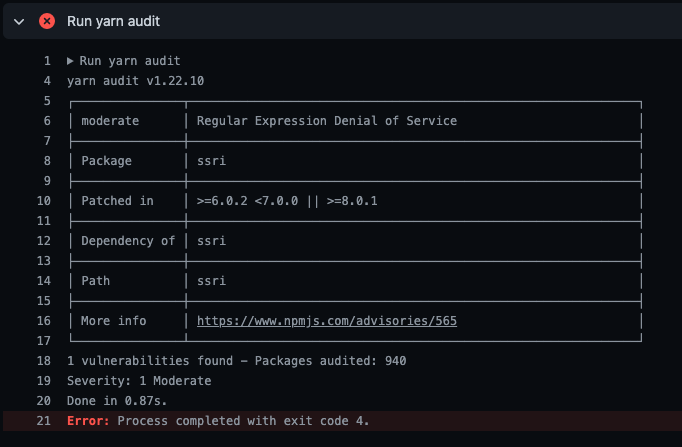 Run yarn audit
1 Run yarn audit
4 yarn audit v1.22.10
5
6 moderate Regular Expression Denial of Service
7
8 Package ssri
9
10 Patched in >=6.0.2 <7.0.0 || >=8.0.1
11
12 Dependency of ssri
13
14 Path ssri
15
16 More info https://www.npmjs.com/advisories/565
17
18 1 vulnerabilities found - Packages audited: 940
19 Severity: 1 Moderate
20 Done in 0.87s.
21 Error: Process completed with exit code 4.